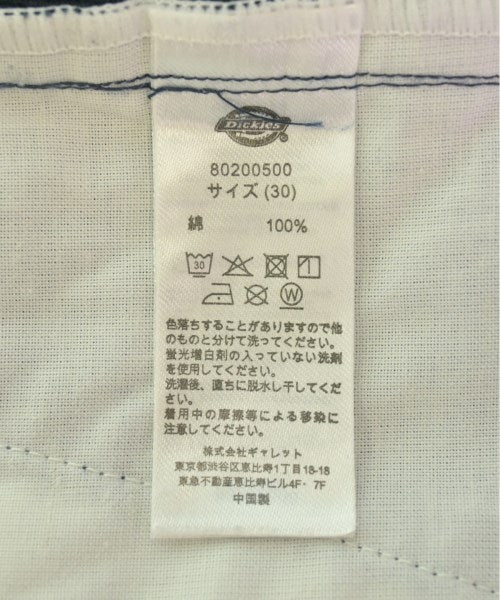 Dickies
80200500
サイズ (30)
綿 100%
30
W
色落ちすることがありますので他
のものと分けて洗ってください。
蛍光増白剤の入っていない洗剤
を使用してください。
洗濯後、直ちに脱水し干してください。
着用中の摩擦等による移染に
注意してください。
株式会社ギャレット
東京都渋谷区恵比寿1丁目18-18
東急不動産恵比寿ビル4F・7F
中国製